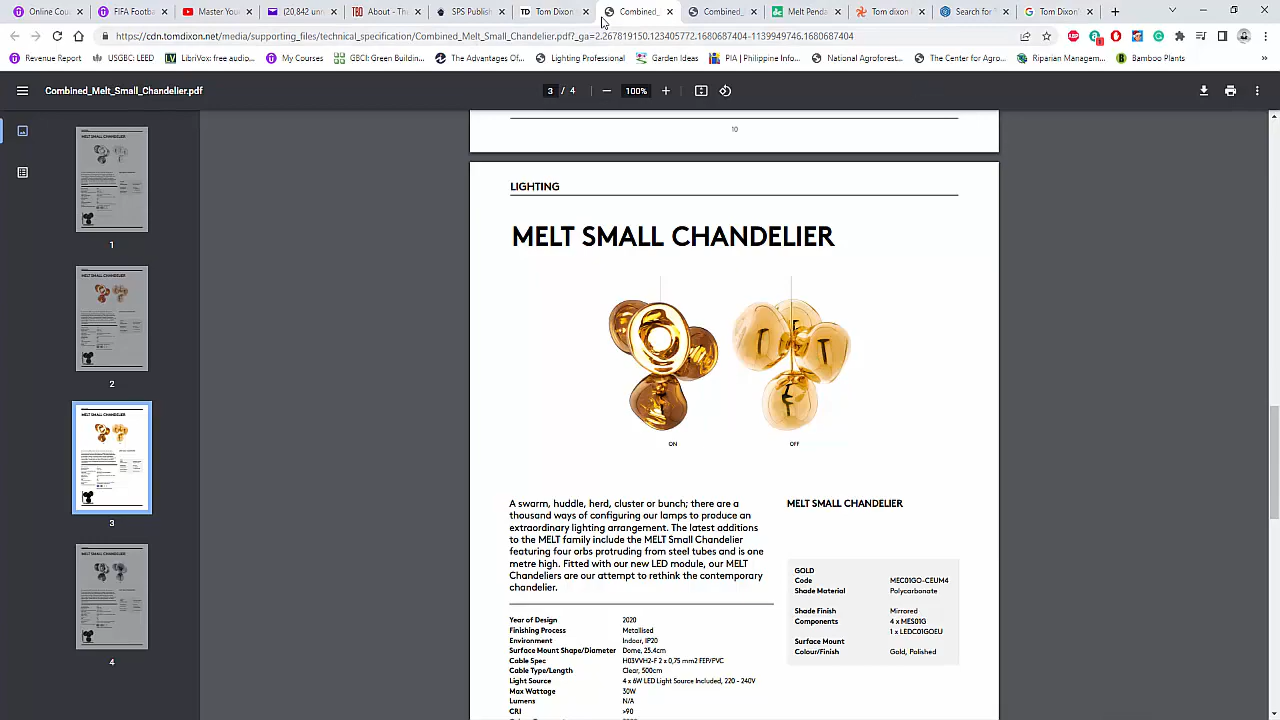 Online Cou
FIFA Footba
Master You
(20,842 unr
About - Th
SPS Publish
Tom Dixon
Combined_
Combined_
Melt Penda
Tom dixon
Search for
Tom Dixon
https://cdn.tomdixon.net/media/supporting_files/technical_specification/Combined_Melt_Small_Chandelier.pdf?_ga=2.267819150.123405772.1680687404-1139949746.1680687404
Revenue Report
USGBC: LEED
LibriVox: free audio...
My Courses
GBCI:Green Building
The Advantages Of...
Lighting Professional
Garden Ideas
PIA | Philippine Info...
National Agroforest...
The Center for Agro...
Riparian Managem...
Bamboo Plants
»
Combined_Melt_Small_Chandelier.pdf
3 / 4
100%
1
2
3
4
10
LIGHTING
MELT SMALL CHANDELIER
ON
OFF
A swarm, huddle, herd, cluster or bunch; there are a
thousand ways of configuring our lamps to produce an
extraordinary lighting arrangement. The latest additions
to the MELT family include the MELT Small Chandelier
featuring four orbs protruding from steel tubes and is one
metre high. Fitted with our new LED module, our MELT
Chandeliers are our attempt to rethink the contemporary
chandelier.
Year of Design 2020
Finishing Process Metallised
Environment Indoor, IP20
Surface Mount Shape/Diameter Dome, 25.4cm
Cable Spec H03VVH2-F 2 x 0,75 mm2 FEP/PVC
Cable Type/Length Clear, 500cm
Light Source 4 x 6W LED Light Source Included, 220 - 240V
Max Wattage 30W
Lumens N/A
CRI >90
MELT SMALL CHANDELIER
GOLD
Code MEC01GO-CEUM4
Shade Material Polycarbonate
Shade Finish Mirrored
Components 4 x MES01G
1 x LEDC01GOEU
Surface Mount
Colour/Finish Gold, Polished